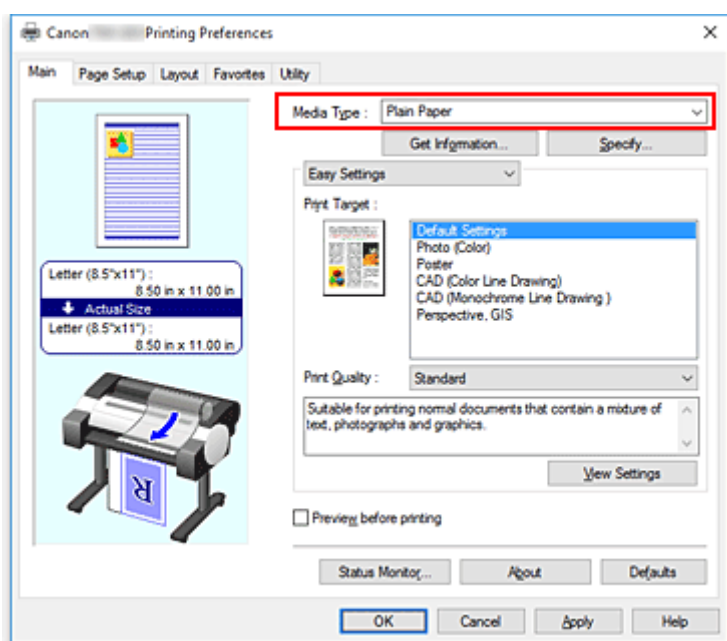 Canon Printing Preferences
Main Page Setup Layout Favorites Utility
Media Type : Plain Paper
Get Information... Specify...
Easy Settings
Print Target :
Default Settings
Photo (Color)
Poster
CAD (Color Line Drawing)
CAD (Monochrome Line Drawing )
Perspective, GIS
Letter (8.5"x11") :
8.50 in x 11.00 in
Actual Size
Letter (8.5"x11") :
8.50 in x 11.00 in
R
Print Quality : Standard
Suitable for printing normal documents that contain a mixture of
text, photographs and graphics.
View Settings
Preview before printing
Status Monitor... About Defaults
OK Cancel Apply Help